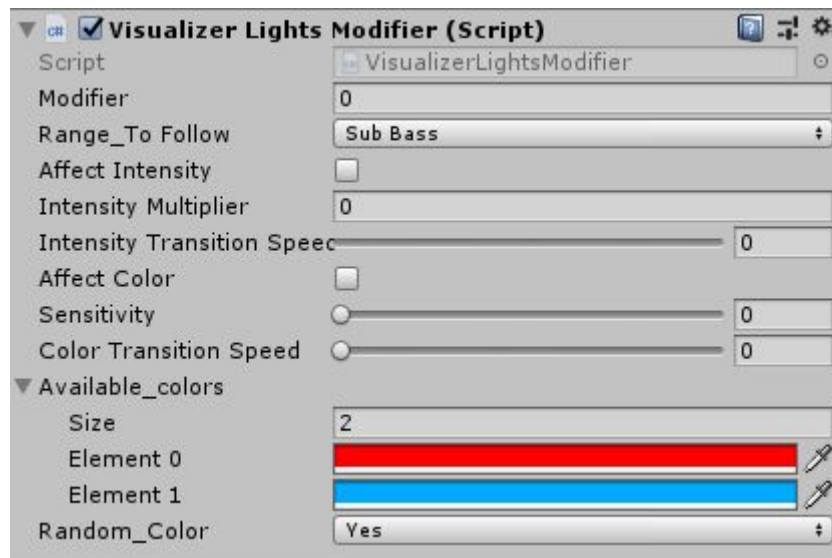 Visualizer Lights Modifier (Script)
Script VisualizerLightsModifier
Modifier 0
Range_To Follow Sub Bass
Affect Intensity
Intensity Multiplier 0
Intensity Transition Speed 0
Affect Color
Sensitivity 0
Color Transition Speed 0
Available_colors
Size 2
Element 0
Element 1
Random_Color Yes